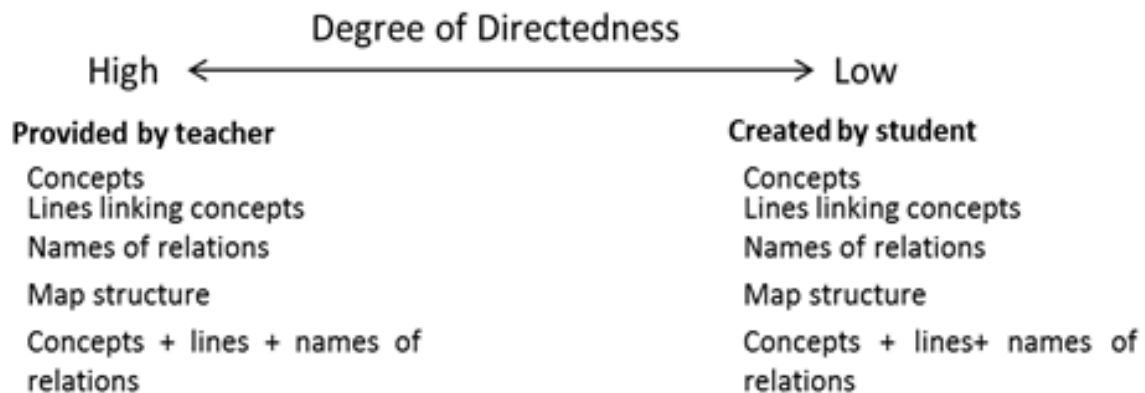 Degree of Directedness
High Low
Provided by teacher
Concepts
Lines linking concepts
Names of relations
Map structure
Concepts + lines + names of
relations
Created by student
Concepts
Lines linking concepts
Names of relations
Map structure
Concepts + lines+ names of
relations